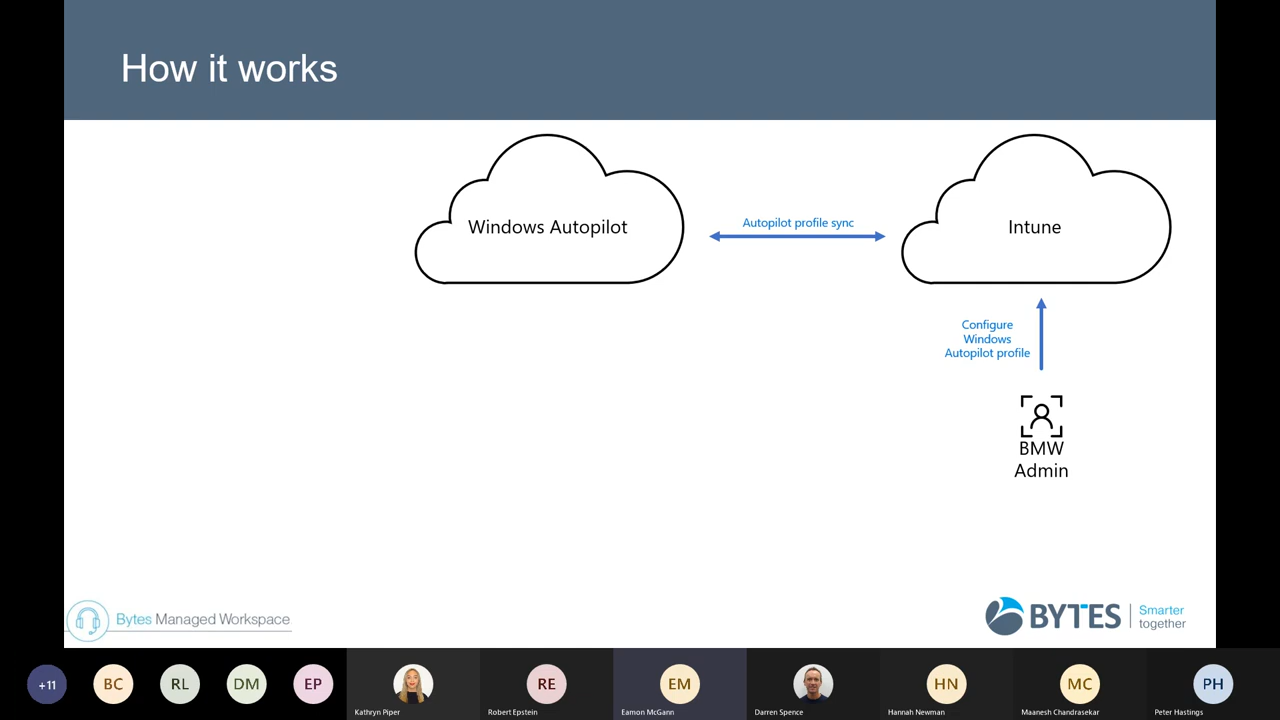 How it works
Windows Autopilot
Autopilot profile sync
Intune
Configure
Windows
Autopilot profile
BMW
Admin
Bytes Managed Workspace
BYTES
Smarter
together
+11
BC
RL
DM
EP
Kathryn Piper
RE
Robert Epstein
EM
Eamon McGann
Darren Spence
HN
Hannah Newman
MC
Maanesh Chandrasekar
PH
Peter Hastings